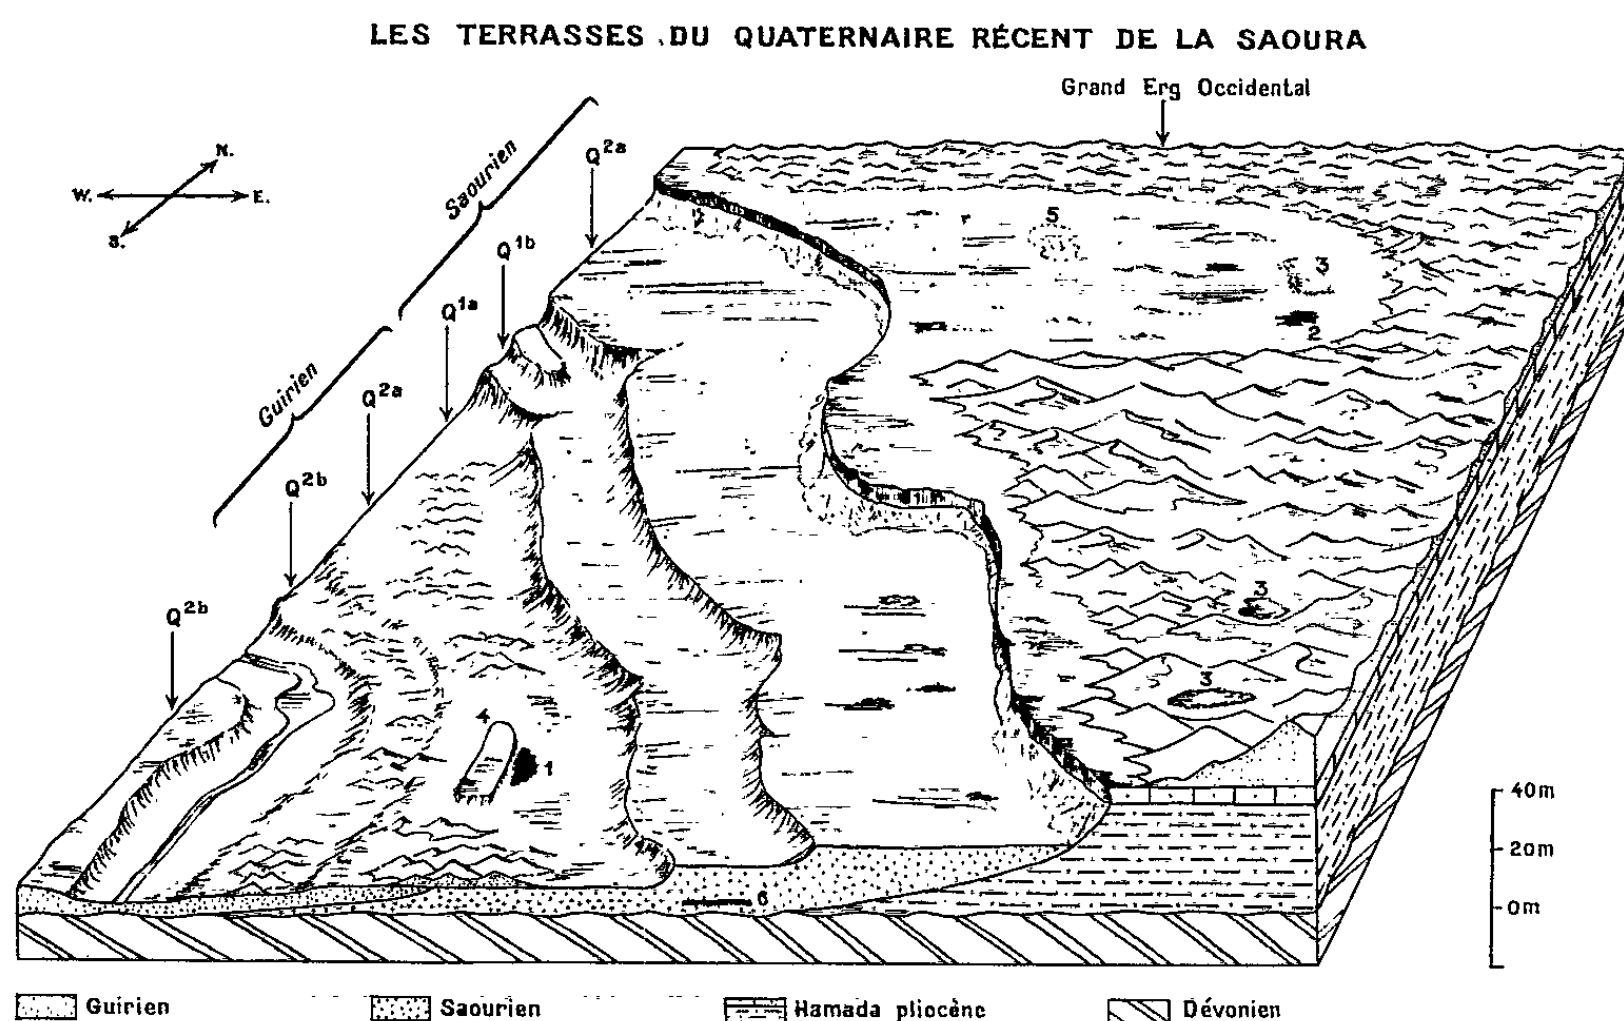 LES TERRASSES DU QUATERNAIRE RÉCENT DE LA SAOURA
Grand Erg Occidental
N.
W. E.
S.
Saourien
Q2a
Q1b
Q1a
Guirien
Q2a
Q2b
Q2b
5
3
2
3
3
4
1
6
40m
20m
0m
Guirien Saourien Hamada pliocène Dévonien